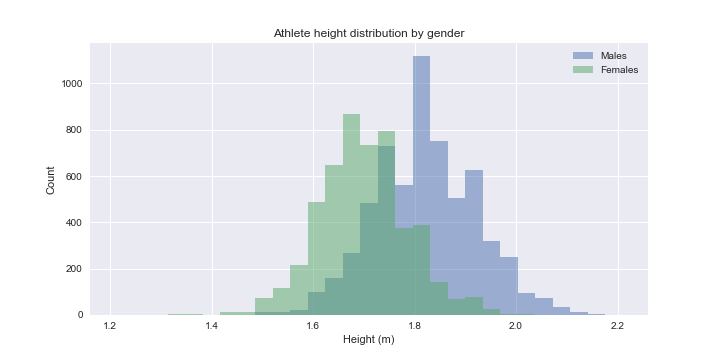 Athlete height distribution by gender
Males
Females
1000
800
600
400
200
0
Count
1.2 1.4 1.6 1.8 2.0 2.2
Height (m)